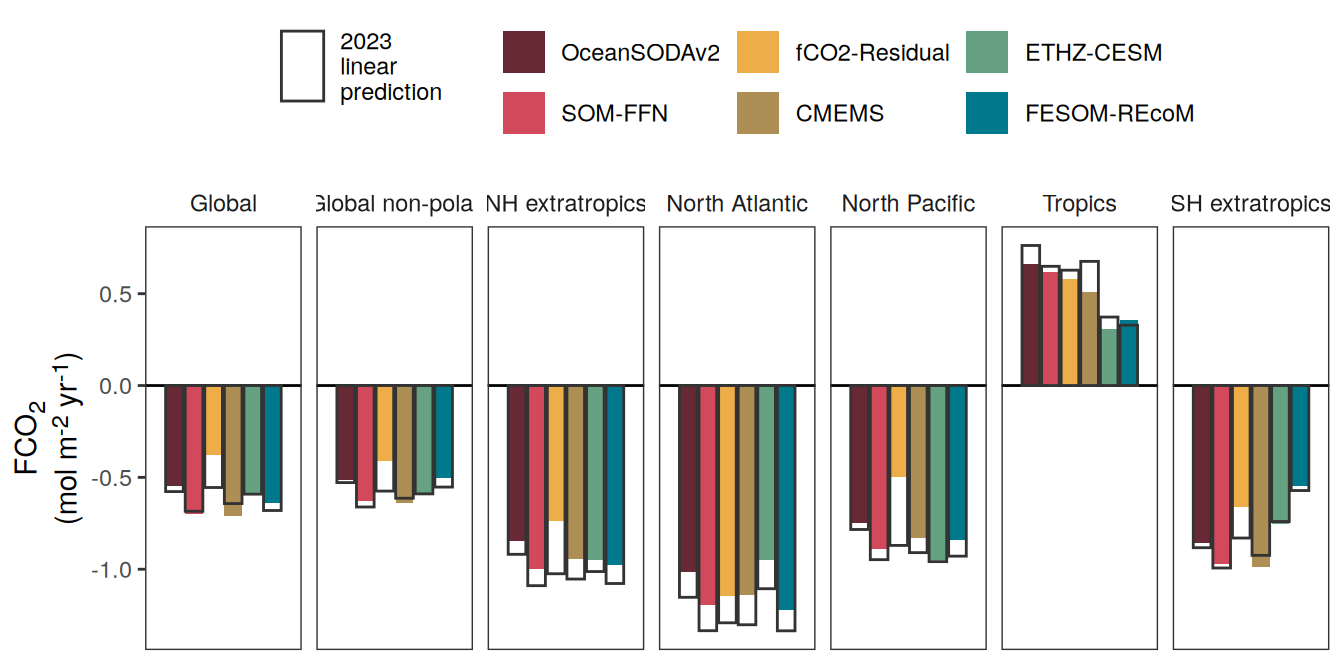 2023
linear
prediction
OceanSODAv2
fCO2-Residual
ETHZ-CESM
SOM-FFN
CMEMS
FESOM-REcoM
Global
Global non-pola
NH extratropics
North Atlantic
North Pacific
Tropics
SH extratropics
0.5
0.0
-0.5
-1.0
FCO₂
(mol m⁻² yr⁻¹)